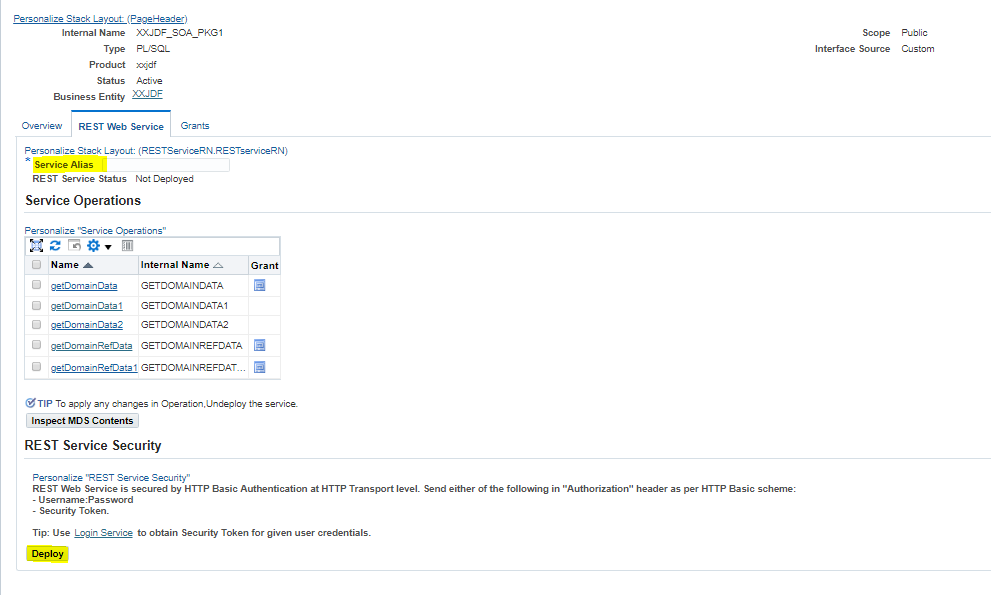 Personalize Stack Layout: (PageHeader)
Internal Name XXJDF_SOA_PKG1
Type PL/SQL
Product xxjdf
Status Active
Business Entity XXJDF
Scope Public
Interface Source Custom
Overview REST Web Service Grants
Personalize Stack Layout: (RESTServiceRN.RESTserviceRN)
* Service Alias
REST Service Status Not Deployed
Service Operations
Personalize "Service Operations"
Name Internal Name Grant
getDomainData GETDOMAINDATA
getDomainData1 GETDOMAINDATA1
getDomainData2 GETDOMAINDATA2
getDomainRefData GETDOMAINREFDATA
getDomainRefData1 GETDOMAINREFDAT...
TIP To apply any changes in Operation,Undeploy the service.
Inspect MDS Contents
REST Service Security
Personalize "REST Service Security"
REST Web Service is secured by HTTP Basic Authentication at HTTP Transport level. Send either of the following in "Authorization" header as per HTTP Basic scheme:
- Username:Password
- Security Token.
Tip: Use Login Service to obtain Security Token for given user credentials.
Deploy